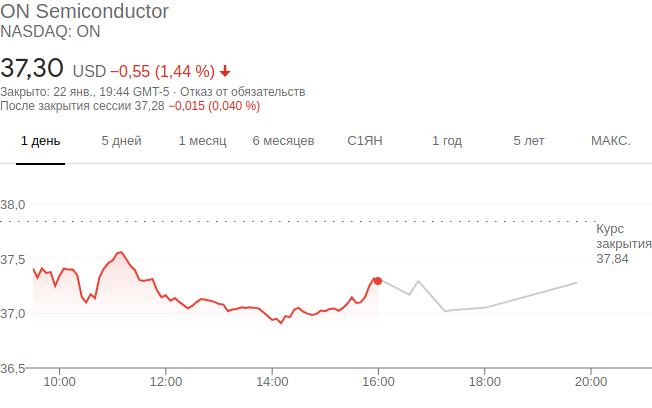 ON Semiconductor
NASDAQ: ON
37,30 USD −0,55 (1,44 %)
Закрыто: 22 янв., 19:44 GMT-5 · Отказ от обязательств
После закрытия сессии 37,28 −0,015 (0,040 %)
1 день 5 дней 1 месяц 6 месяцев С1ЯН 1 год 5 лет МАКС.
38,0
Курс
закрытия
37,84
37,5
37,0
36,5
10:00 12:00 14:00 16:00 18:00 20:00